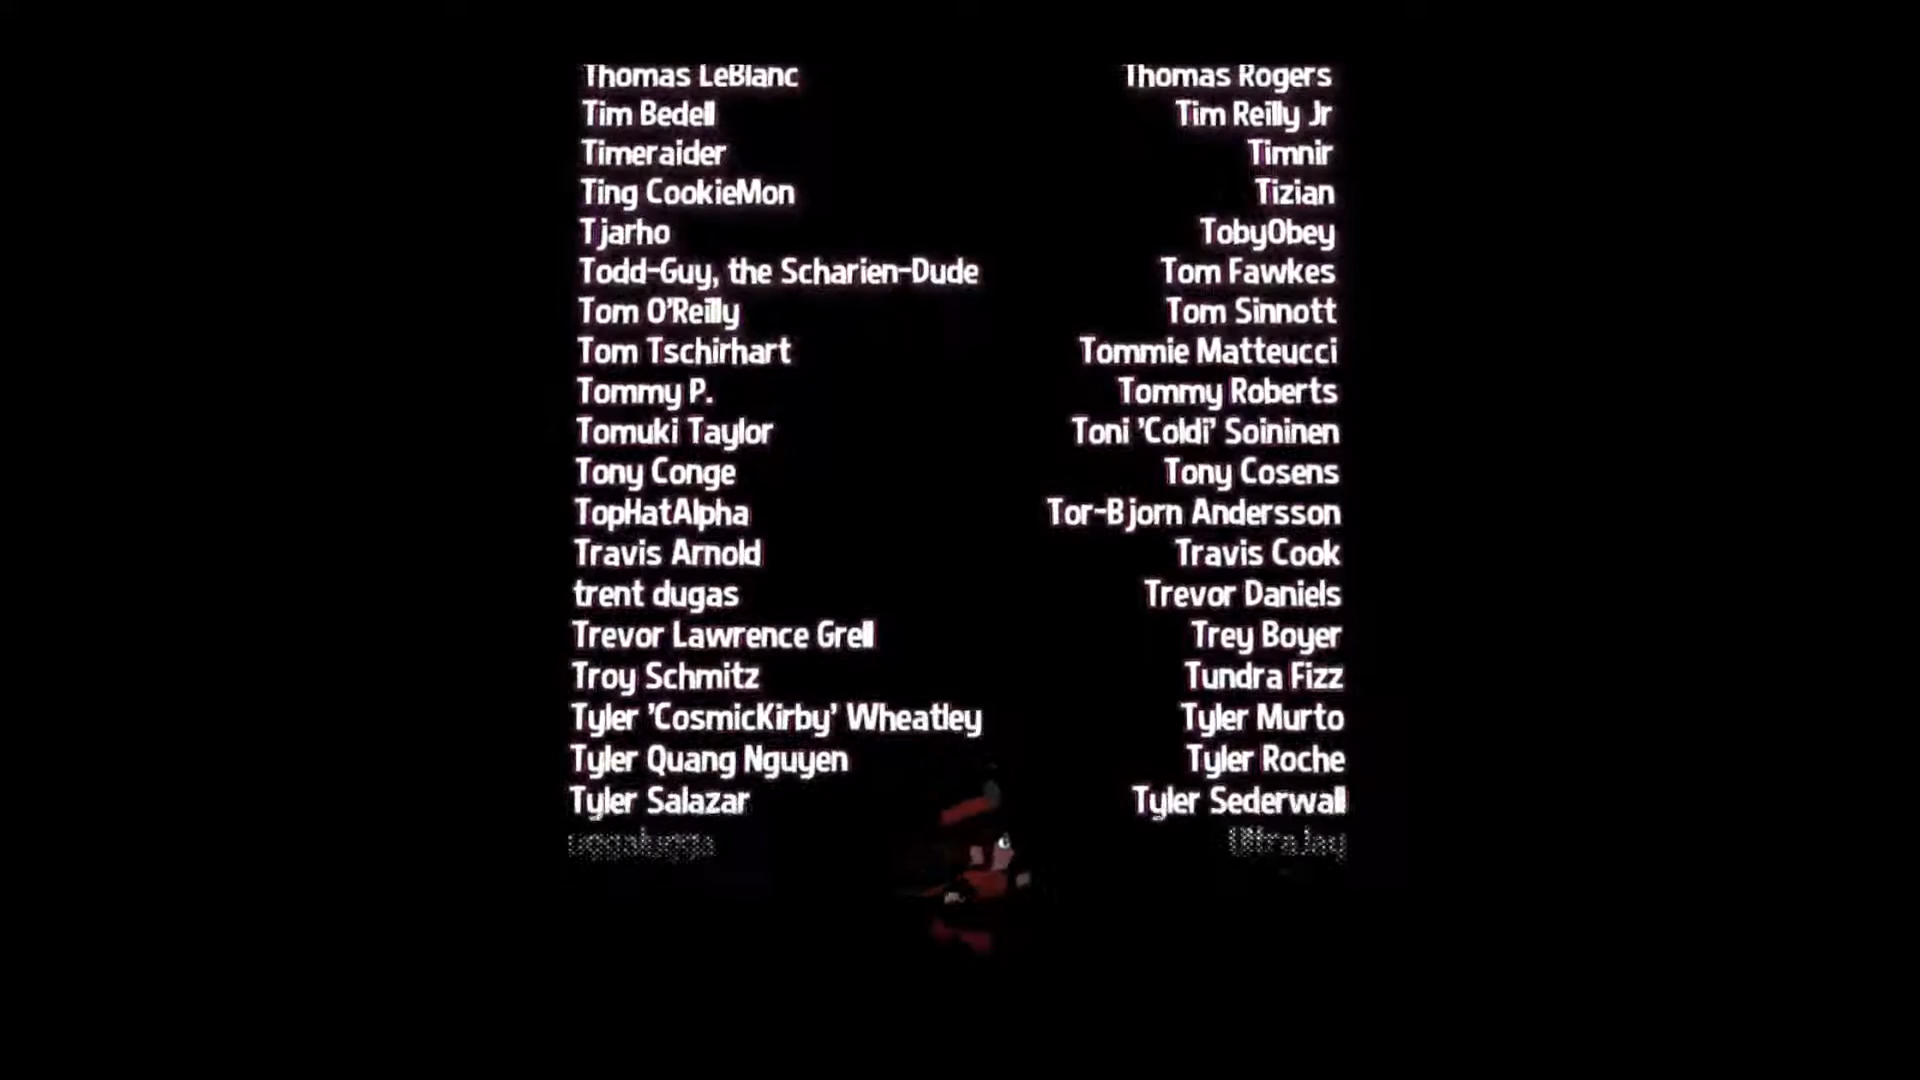 Thomas LeBlanc Thomas Rogers
Tim Bedell Tim Reilly Jr
Timeraider Timnir
Ting CookieMon Tizian
Tjarho TobyObey
Todd-Guy, the Scharien-Dude Tom Fawkes
Tom O'Reilly Tom Sinnott
Tom Tschirhart Tommie Matteucci
Tommy P. Tommy Roberts
Tomuki Taylor Toni 'Coldi' Soininen
Tony Conge Tony Cosens
TopHatAlpha Tor-Bjorn Andersson
Travis Arnold Travis Cook
trent dugas Trevor Daniels
Trevor Lawrence Grell Trey Boyer
Troy Schmitz Tundra Fizz
Tyler 'CosmicKirby' Wheatley Tyler Murto
Tyler Quang Nguyen Tyler Roche
Tyler Salazar Tyler Sederwall
UltraJay